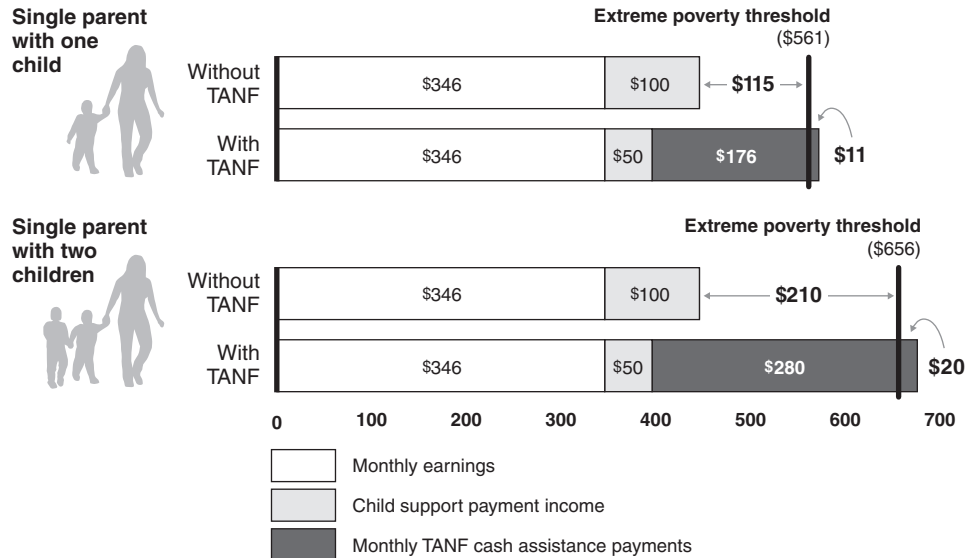 Single parent
with one
child
Extreme poverty threshold
($561)
Without
TANF
$346
$100
$115
With
TANF
$346
$50
$176
$11
Single parent
with two
children
Extreme poverty threshold
($656)
Without
TANF
$346
$100
$210
With
TANF
$346
$50
$280
$20
0 100 200 300 400 500 600 700
Monthly earnings
Child support payment income
Monthly TANF cash assistance payments